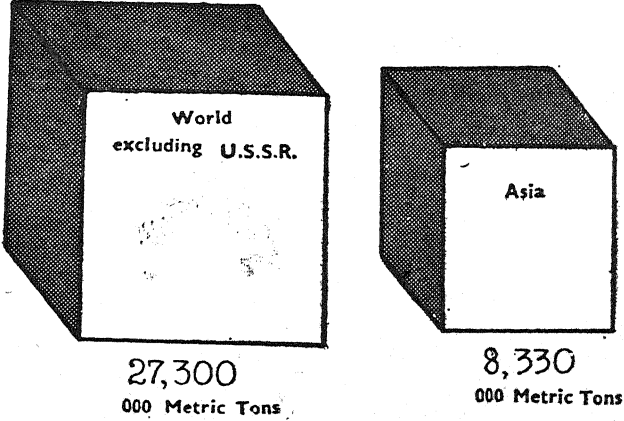 World
excluding U.S.S.R.
Asia
27,300
000 Metric Tons
8,330
000 Metric Tons